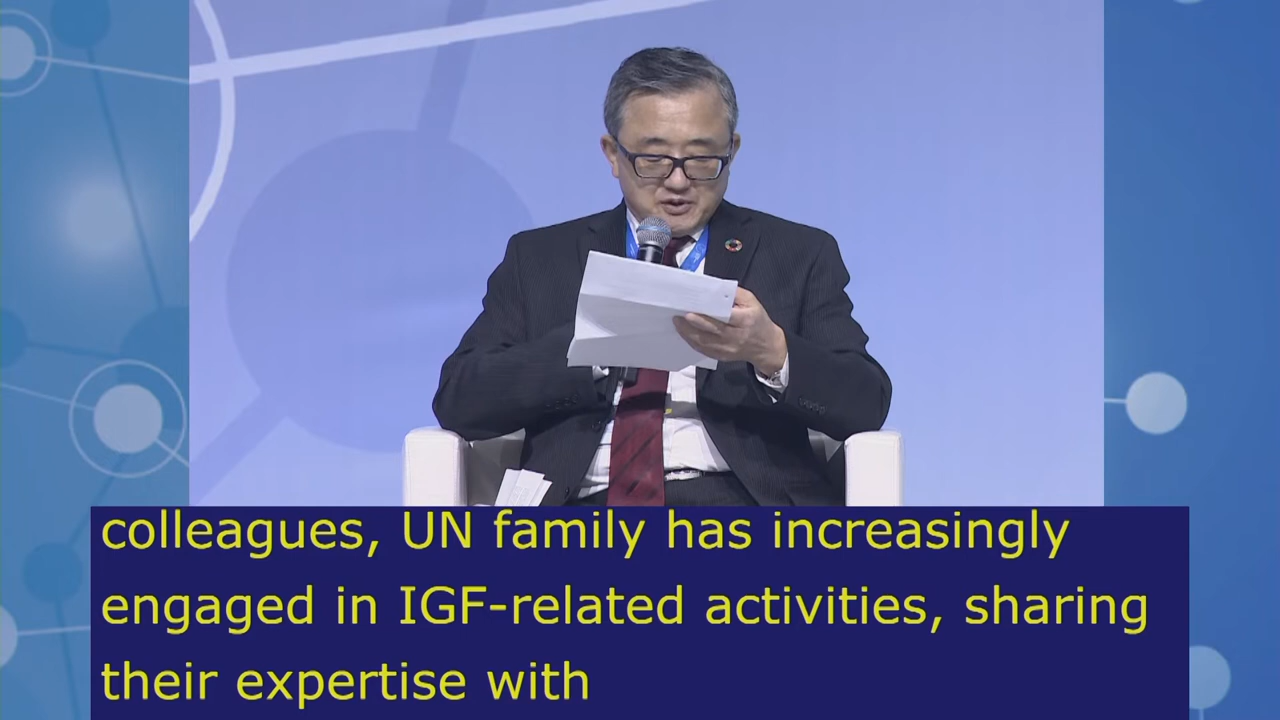 colleagues, UN family has increasingly
engaged in IGF-related activities, sharing
their expertise with